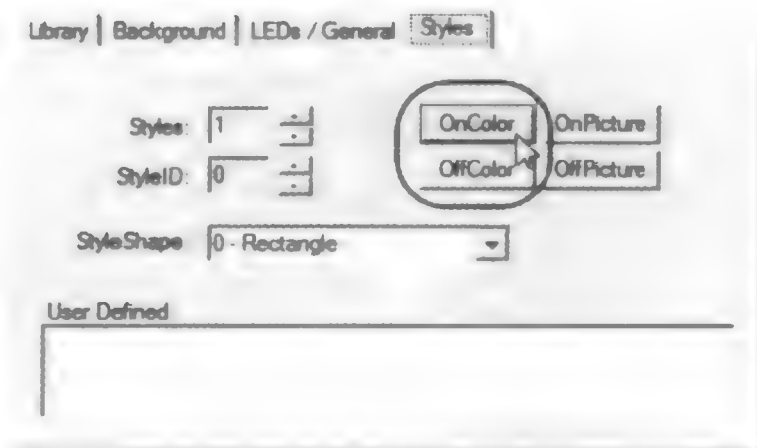 Library | Background | LEDs / General Styles
Styles: 1 OnColor OnPicture
StyleID: 0 OffColor OffPicture
StyleShape 0 - Rectangle
User Defined